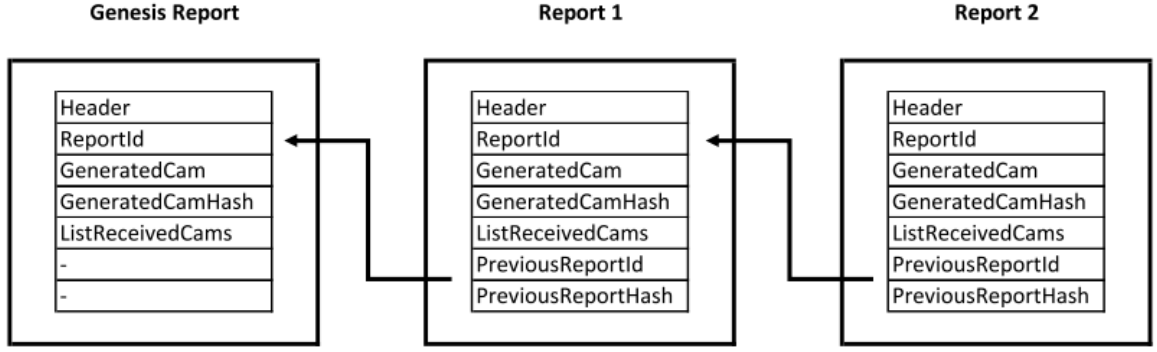 Genesis Report
Header
ReportId
GeneratedCam
GeneratedCamHash
ListReceivedCams
-
-
Report 1
Header
ReportId
GeneratedCam
GeneratedCamHash
ListReceivedCams
PreviousReportId
PreviousReportHash
Report 2
Header
ReportId
GeneratedCam
GeneratedCamHash
ListReceivedCams
PreviousReportId
PreviousReportHash